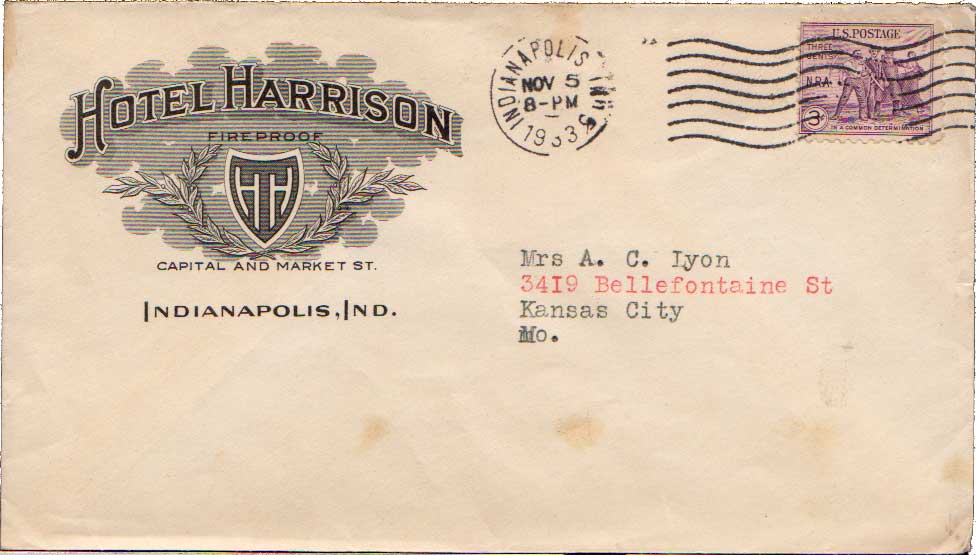 HOTEL HARRISON
FIREPROOF
HH
CAPITAL AND MARKET ST.
INDIANAPOLIS, IND.
INDIANAPOLIS
NOV 5
8-PM
1933
U.S. POSTAGE
THREE
CENTS
N.R.A.
3¢
IN A COMMON DETERMINATION
Mrs A. C. Lyon
3419 Bellefontaine St
Kansas City
Mo.